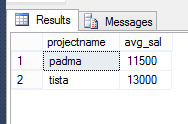 Results Messages
projectname avg_sal
1 padma 11500
2 tista 13000